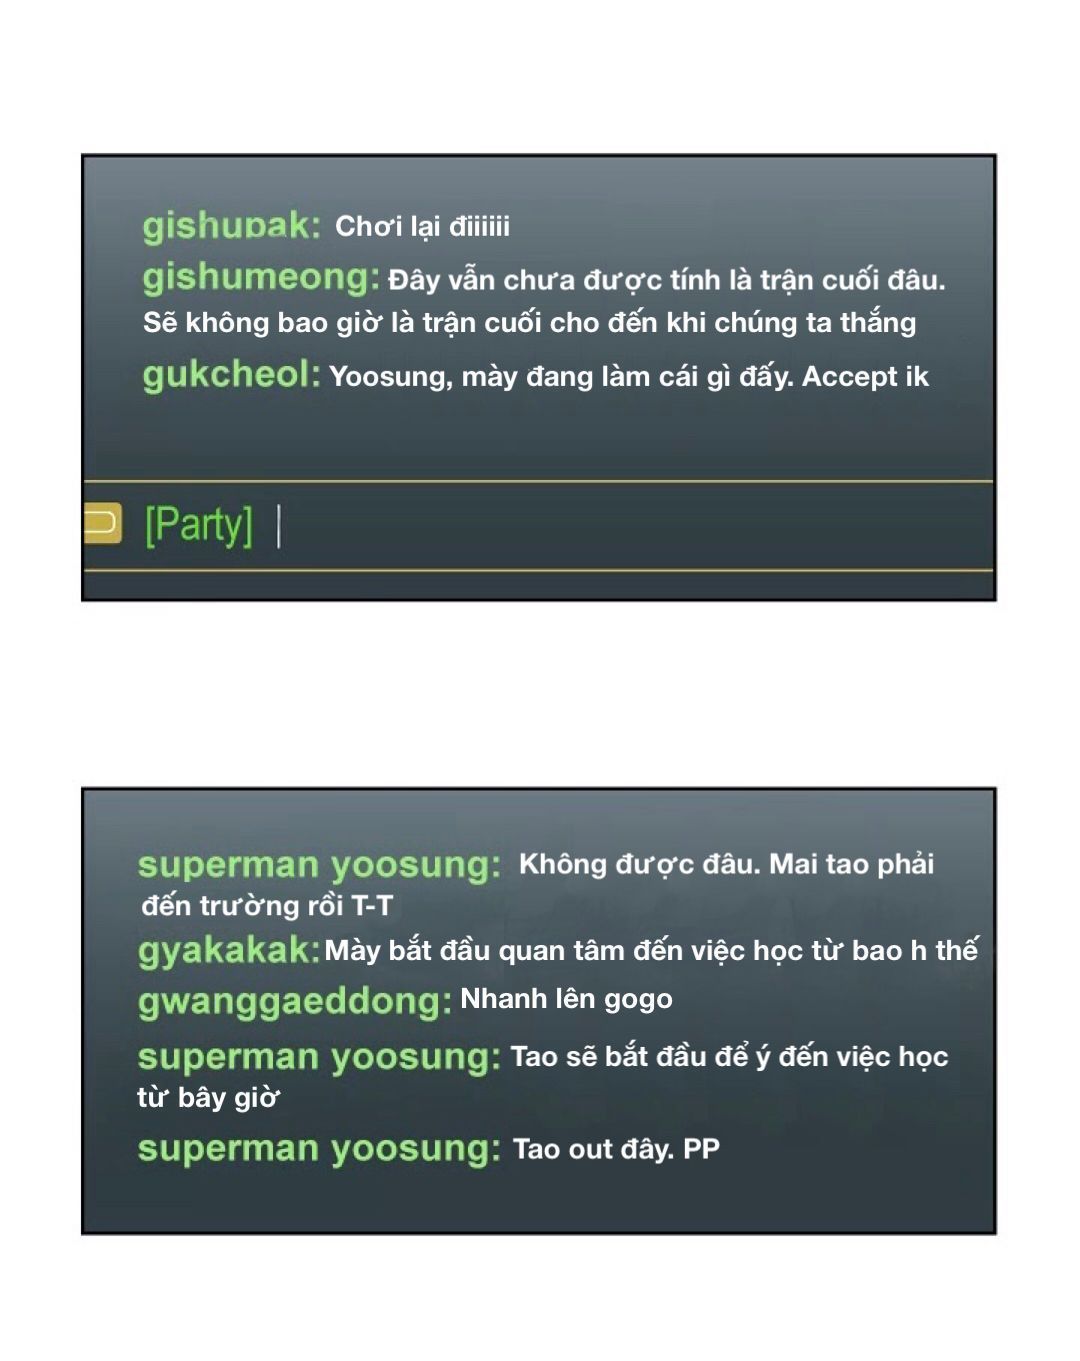 gishupak: Chơi lại điiiiii
gishumeong: Đây vẫn chưa được tính là trận cuối đâu.
Sẽ không bao giờ là trận cuối cho đến khi chúng ta thắng
gukcheol: Yoosung, mày đang làm cái gì đấy. Accept ik
[Party]
superman yoosung: Không được đâu. Mai tao phải
đến trường rồi T-T
gyakakak: Mày bắt đầu quan tâm đến việc học từ bao h thế
gwanggaeddong: Nhanh lên gogo
superman yoosung: Tao sẽ bắt đầu để ý đến việc học
từ bây giờ
superman yoosung: Tao out đây. PP